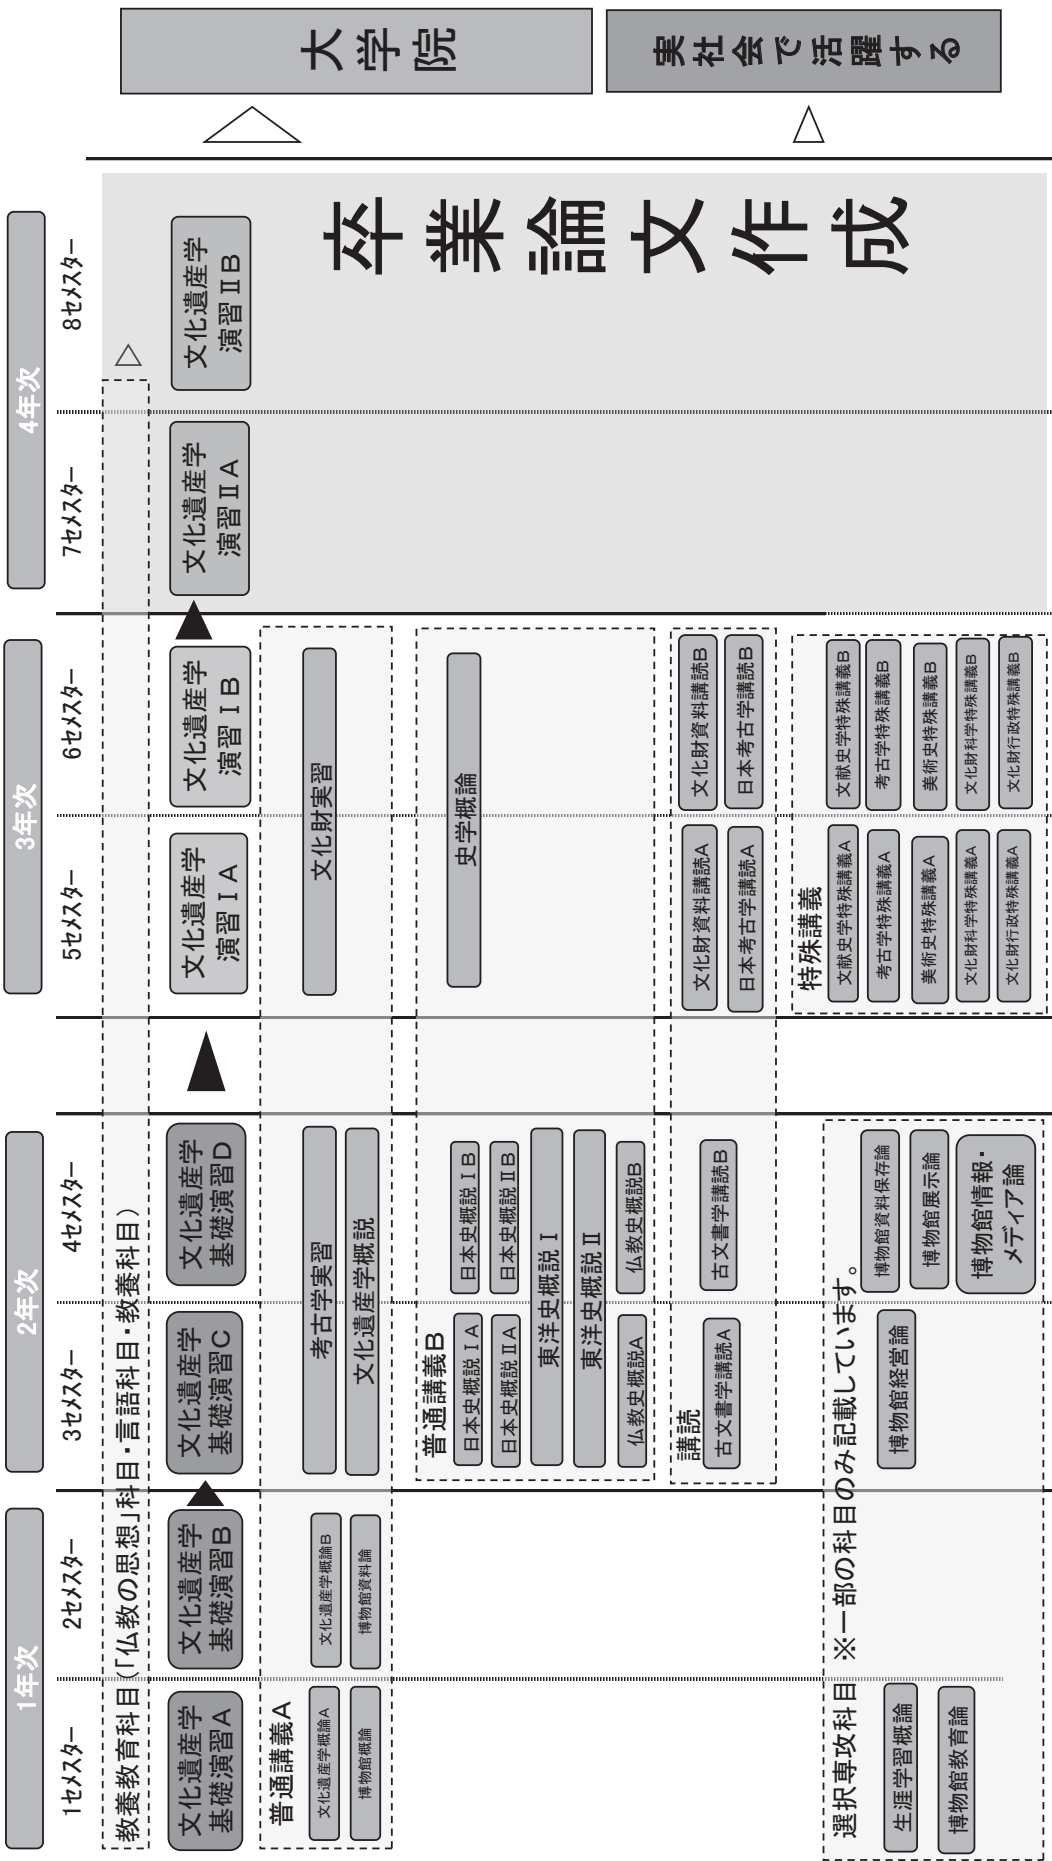 1年次
2年次
3年次
4年次
1セメスター
2セメスター
3セメスター
4セメスター
5セメスター
6セメスター
7セメスター
8セメスター
教養教育科目(「仏教の思想」科目・言語科目・教養科目)
文化遺産学
基礎演習A
文化遺産学
基礎演習B
文化遺産学
基礎演習C
文化遺産学
基礎演習D
文化遺産学
演習ⅠA
文化遺産学
演習ⅠB
文化遺産学
演習ⅡA
文化遺産学
演習ⅡB
普通講義A
文化遺産学概論A
博物館概論
文化遺産学概論B
博物館資料論
考古学実習
文化遺産学概説
文化財実習
普通講義B
日本史概説ⅠA
日本史概説ⅡA
日本史概説ⅠB
日本史概説ⅡB
東洋史概説Ⅰ
東洋史概説Ⅱ
仏教史概説A
仏教史概説B
史学概論
講読
古文書学講読A
古文書学講読B
文化財資料講読A
日本考古学講読A
文化財資料講読B
日本考古学講読B
特殊講義
文献史学特殊講義A
考古学特殊講義A
美術史特殊講義A
文化財科学特殊講義A
文化財行政特殊講義A
文献史学特殊講義B
考古学特殊講義B
美術史特殊講義B
文化財科学特殊講義B
文化財行政特殊講義B
選択専攻科目 ※一部の科目のみ記載しています。
生涯学習概論
博物館教育論
博物館経営論
博物館資料保存論
博物館展示論
博物館情報・
メディア論
卒業論文作成
大学院
実社会で活躍する